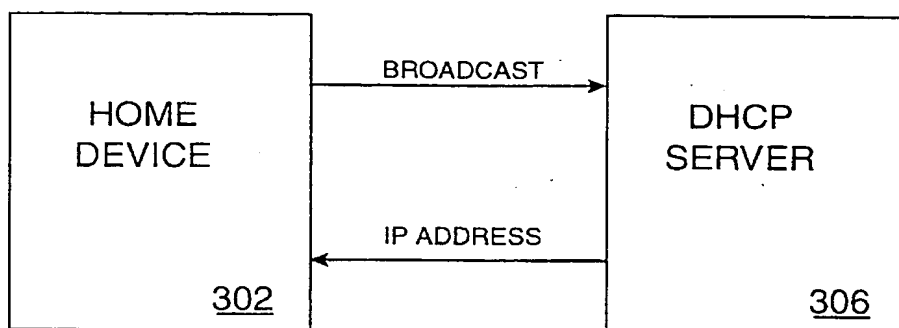 HOME
DEVICE
302
BROADCAST
IP ADDRESS
DHCP
SERVER
306